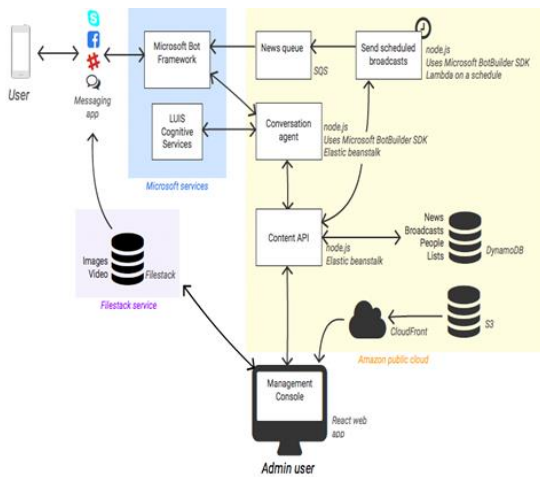 User
Messaging
app
Microsoft Bot
Framework
LUIS
Cognitive
Services
Microsoft services
News queue
SQS
Send scheduled
broadcasts
node.js
Uses Microsoft BotBuilder SDK
Lambda on a schedule
Conversation
agent
node.js
Uses Microsoft BotBuilder SDK
Elastic beanstalk
Content API
node.js
Elastic beanstalk
News
Broadcasts
People
Lists
DynamoDB
Images
Video
Filestack
Filestack service
CloudFront
S3
Amazon public cloud
Management
Console
React web
app
Admin user